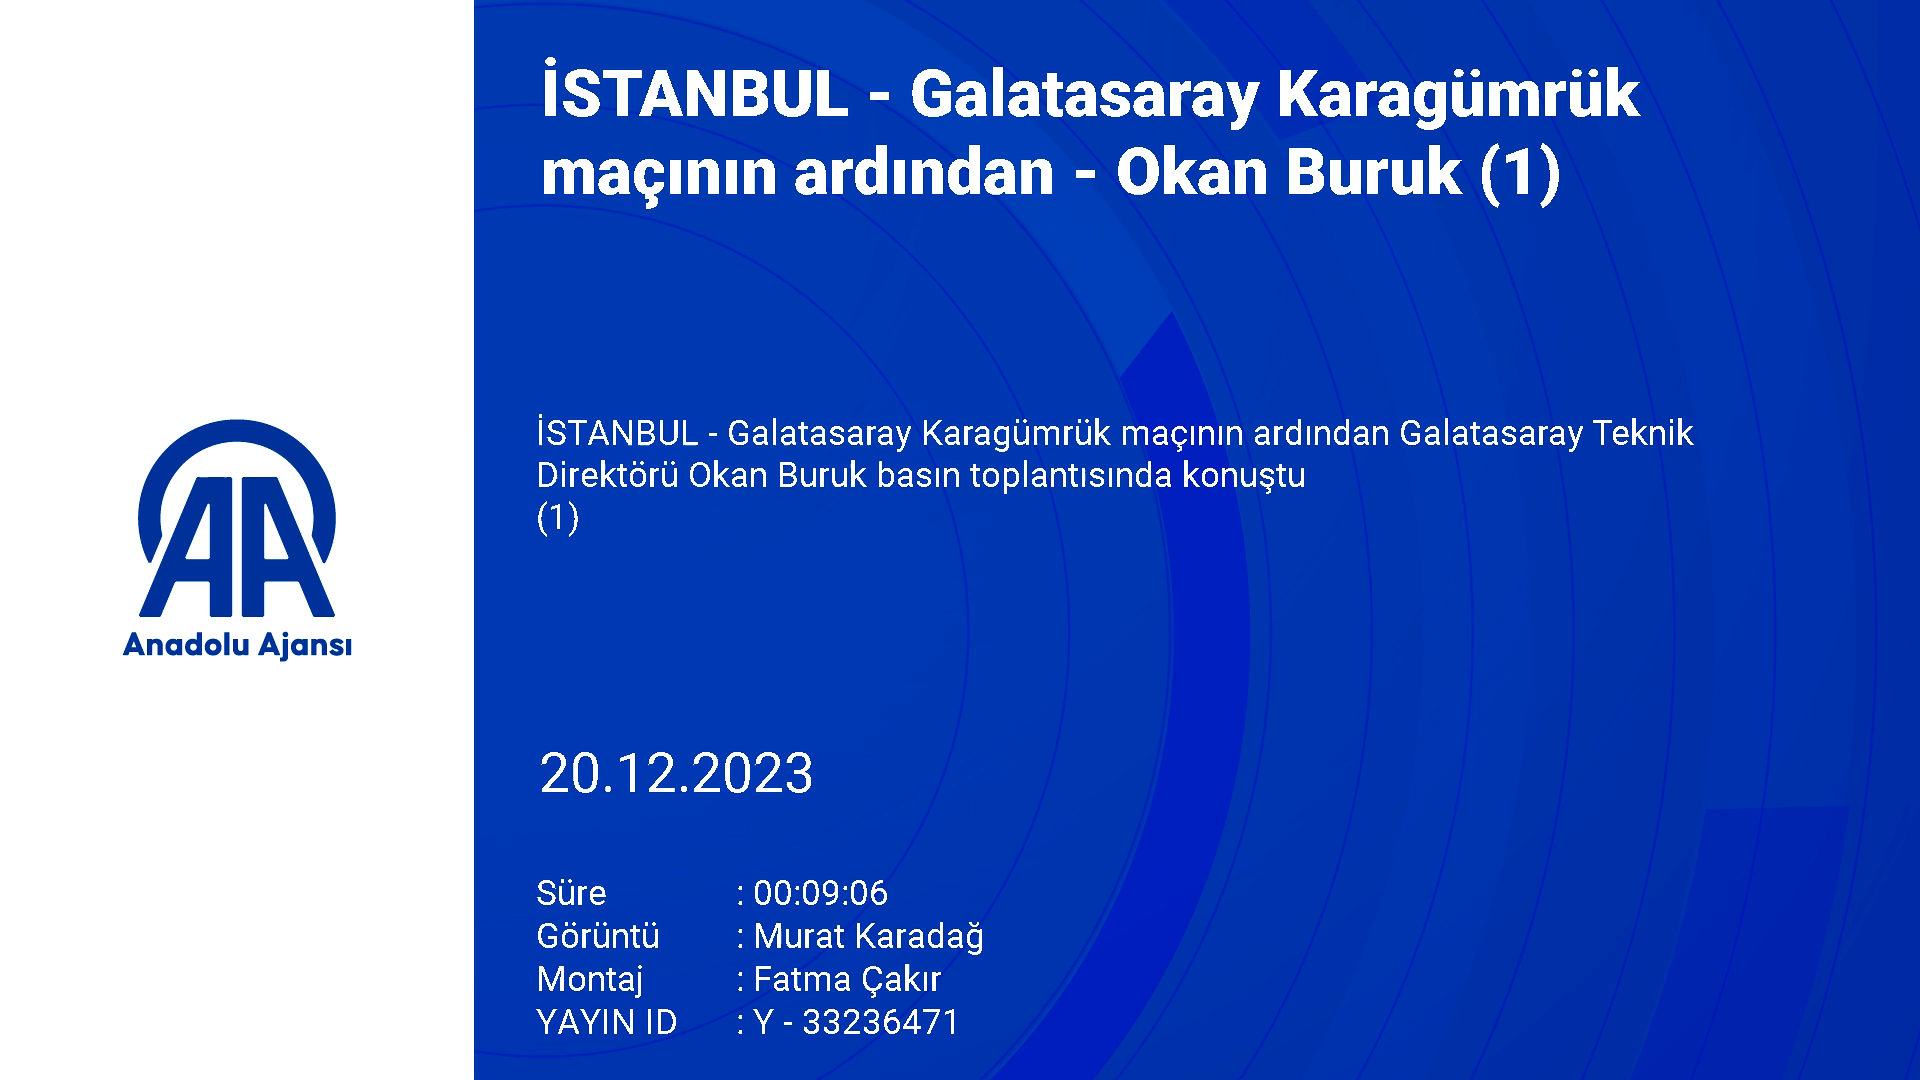 İSTANBUL - Galatasaray Karagümrük
maçının ardından - Okan Buruk (1)
İSTANBUL - Galatasaray Karagümrük maçının ardından Galatasaray Teknik
Direktörü Okan Buruk basın toplantısında konuştu
(1)
AA
Anadolu Ajansı
20.12.2023
Süre : 00:09:06
Görüntü : Murat Karadağ
Montaj : Fatma Çakır
YAYIN ID : Y - 33236471